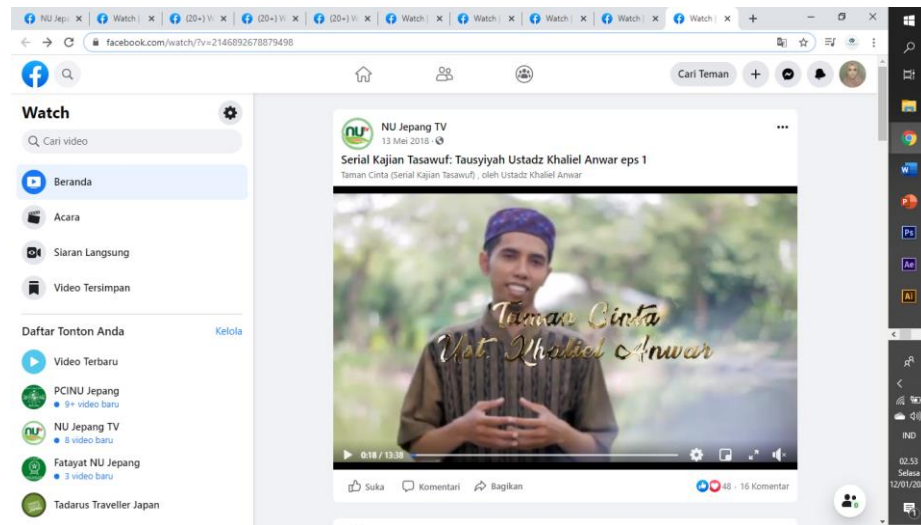 NU Jepa
Watch |
(20+) W
(20+) W
(20+) W
Watch |
Watch |
Watch |
Watch |
Watch |
facebook.com/watch/?v=2146892678879498
Cari Teman
Watch
Cari video
Beranda
Acara
Siaran Langsung
Video Tersimpan
Daftar Tonton Anda
Kelola
Video Terbaru
PCINU Jepang
9+ video baru
NU Jepang TV
8 video baru
Fatayat NU Jepang
3 video baru
Tadarus Traveller Japan
NU Jepang TV
13 Mei 2018 ·
Serial Kajian Tasawuf: Tausyiyah Ustadz Khaliel Anwar eps 1
Taman Cinta (Serial Kajian Tasawuf) , oleh Ustadz Khaliel Anwar
Taman Cinta
Ust. Khaliel Anwar
0:18 / 13:38
Suka
Komentari
Bagikan
48 · 16 Komentar
Ps
Ae
Ai
IND
02.53
Selasa
12/01/20